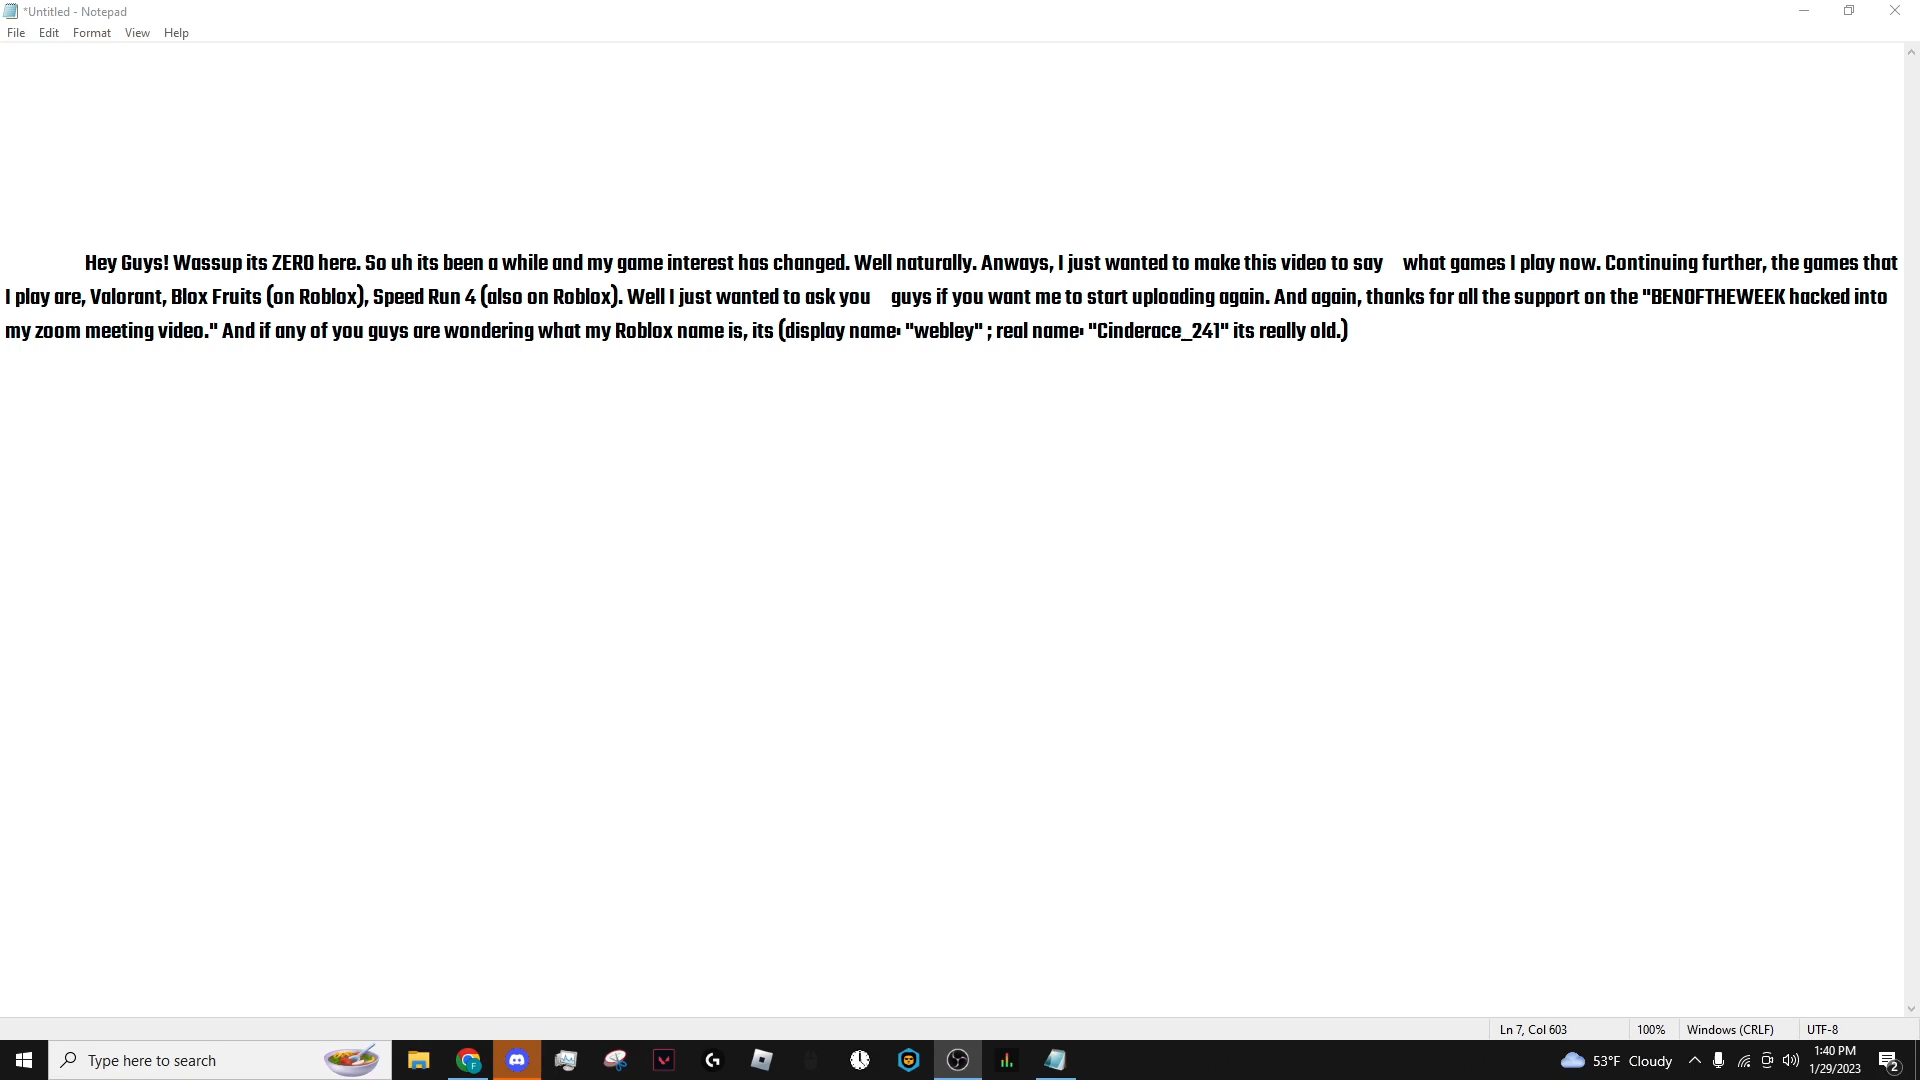 *Untitled - Notepad
File Edit Format View Help
Hey Guys! Wassup its ZERO here. So uh its been a while and my game interest has changed. Well naturally. Anways, I just wanted to make this video to say what games I play now. Continuing further, the games that
I play are, Valorant, Blox Fruits (on Roblox), Speed Run 4 (also on Roblox). Well I just wanted to ask you guys if you want me to start uploading again. And again, thanks for all the support on the "BENOFTHEWEEK hacked into
my zoom meeting video." And if any of you guys are wondering what my Roblox name is, its (display name: "webley" ; real name: "Cinderace_241" its really old.)
Ln 7, Col 603 100% Windows (CRLF) UTF-8
Type here to search
53°F Cloudy
1:40 PM
1/29/2023
2